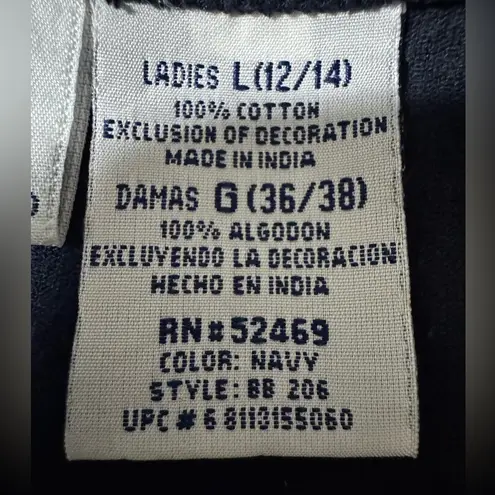 LADIES L(12/14)
100% COTTON
EXCLUSION OF DECORATION
MADE IN INDIA
DAMAS G (36/38)
100% ALGODON
EXCLUYENDO LA DECORACION
HECHO EN INDIA
RN# 52469
COLOR: NAVY
STYLE: BB 206
UPC # 6 8113155060